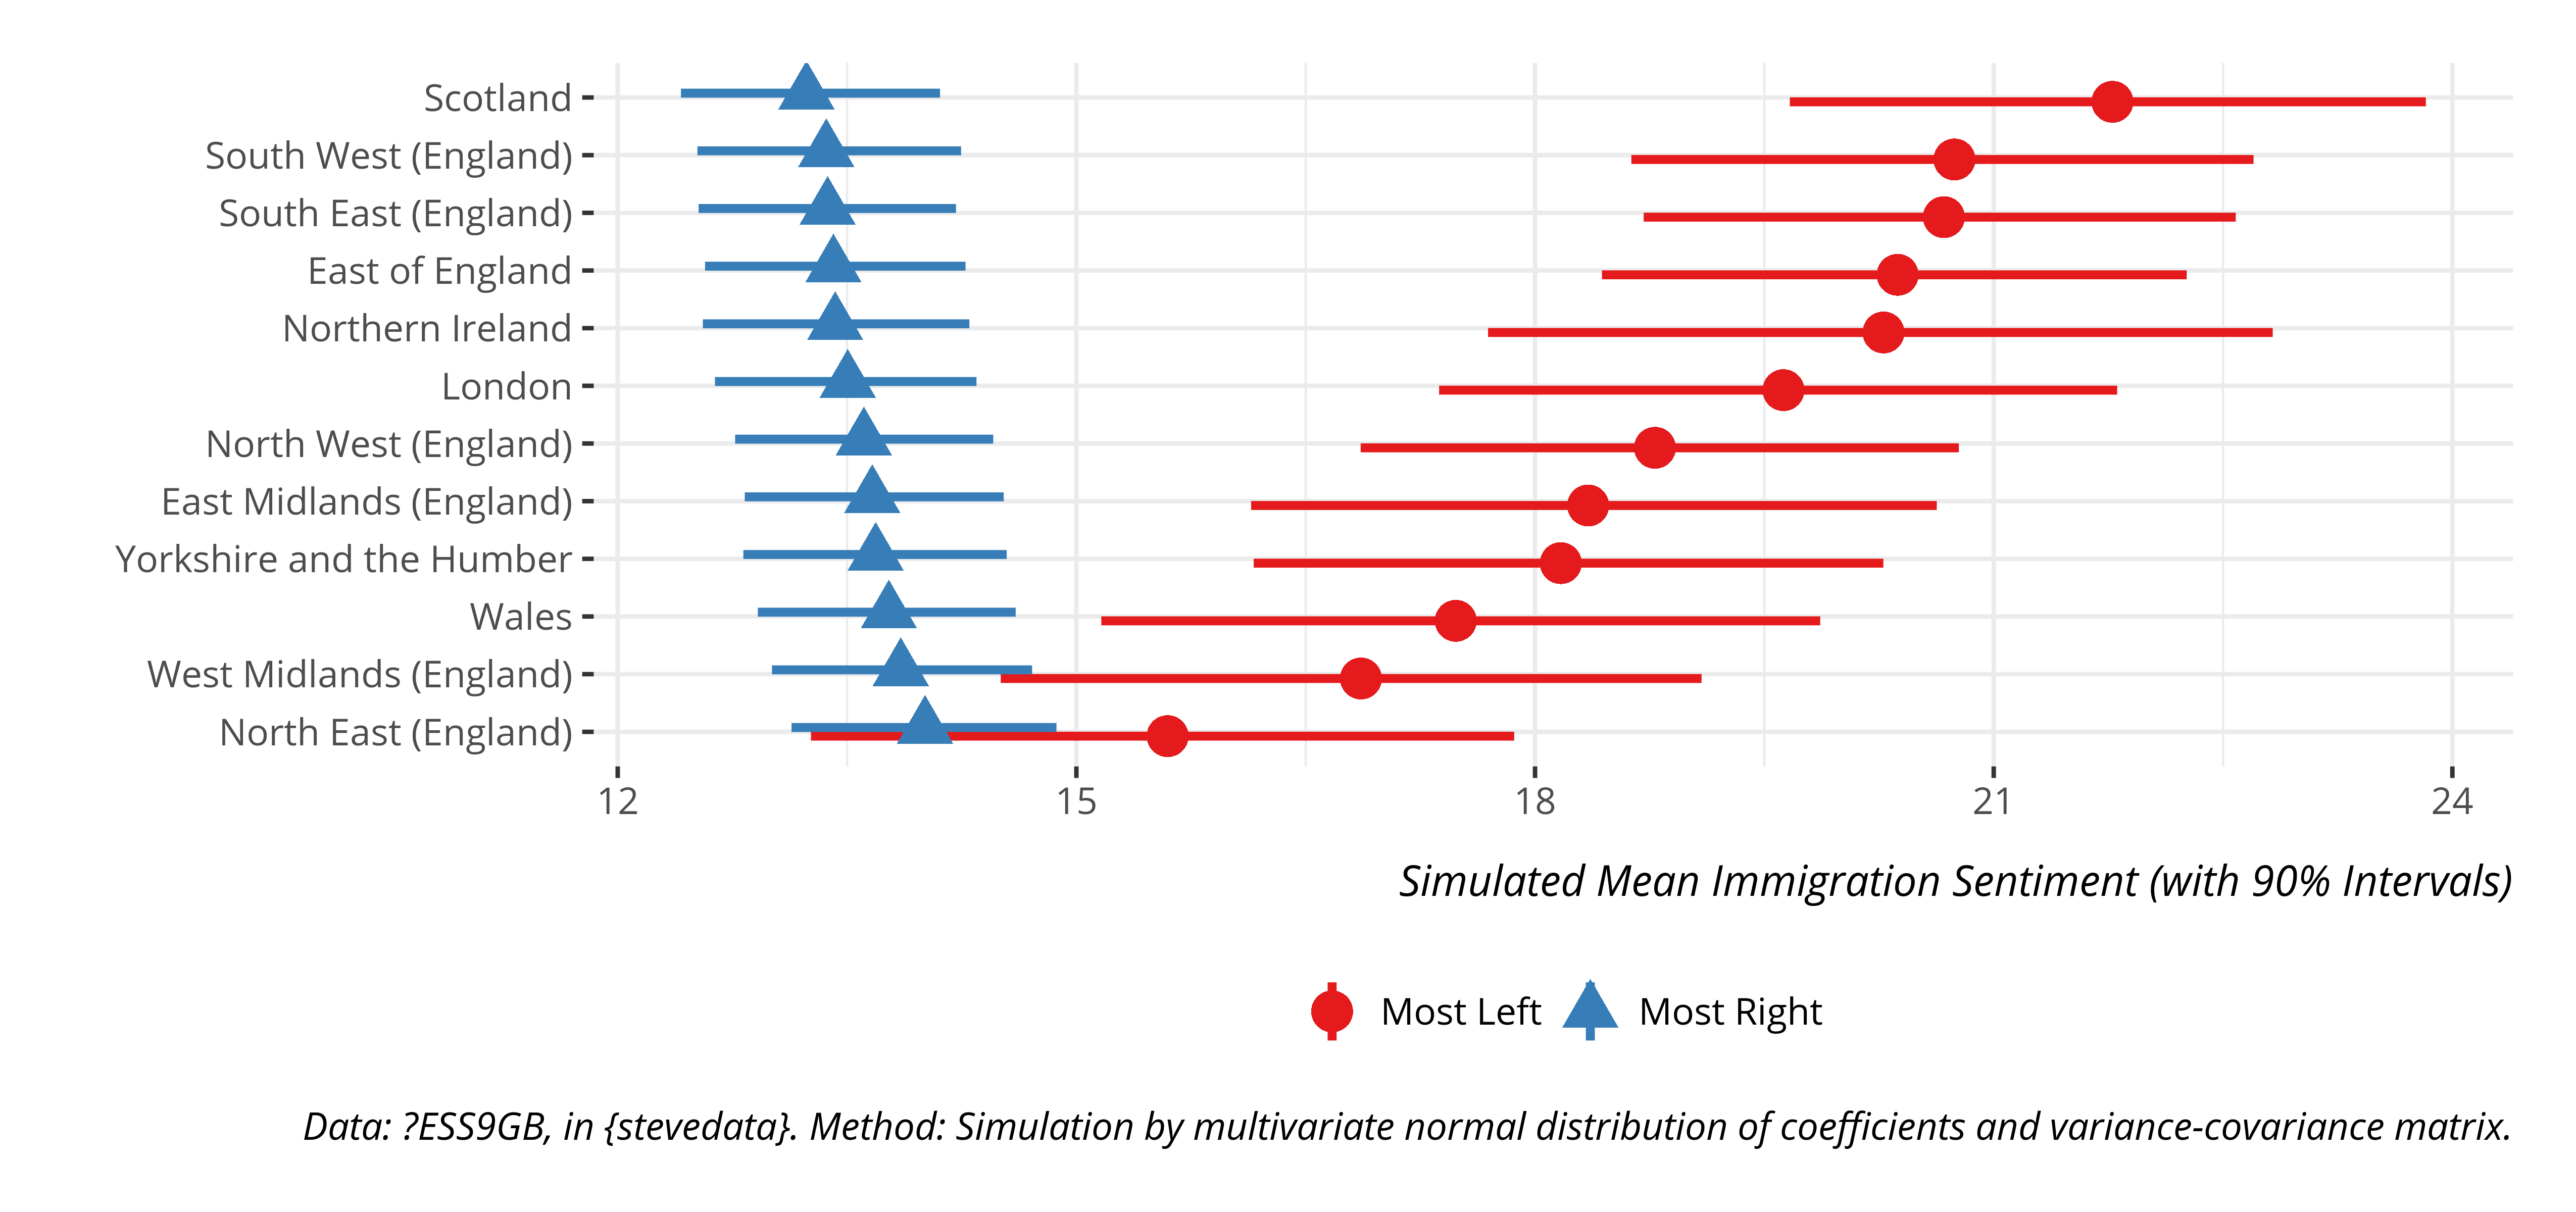 Scotland
South West (England)
South East (England)
East of England
Northern Ireland
London
North West (England)
East Midlands (England)
Yorkshire and the Humber
Wales
West Midlands (England)
North East (England)
12 15 18 21 24
Simulated Mean Immigration Sentiment (with 90% Intervals)
Most Left Most Right
Data: ?ESS9GB, in {stevedata}. Method: Simulation by multivariate normal distribution of coefficients and variance-covariance matrix.